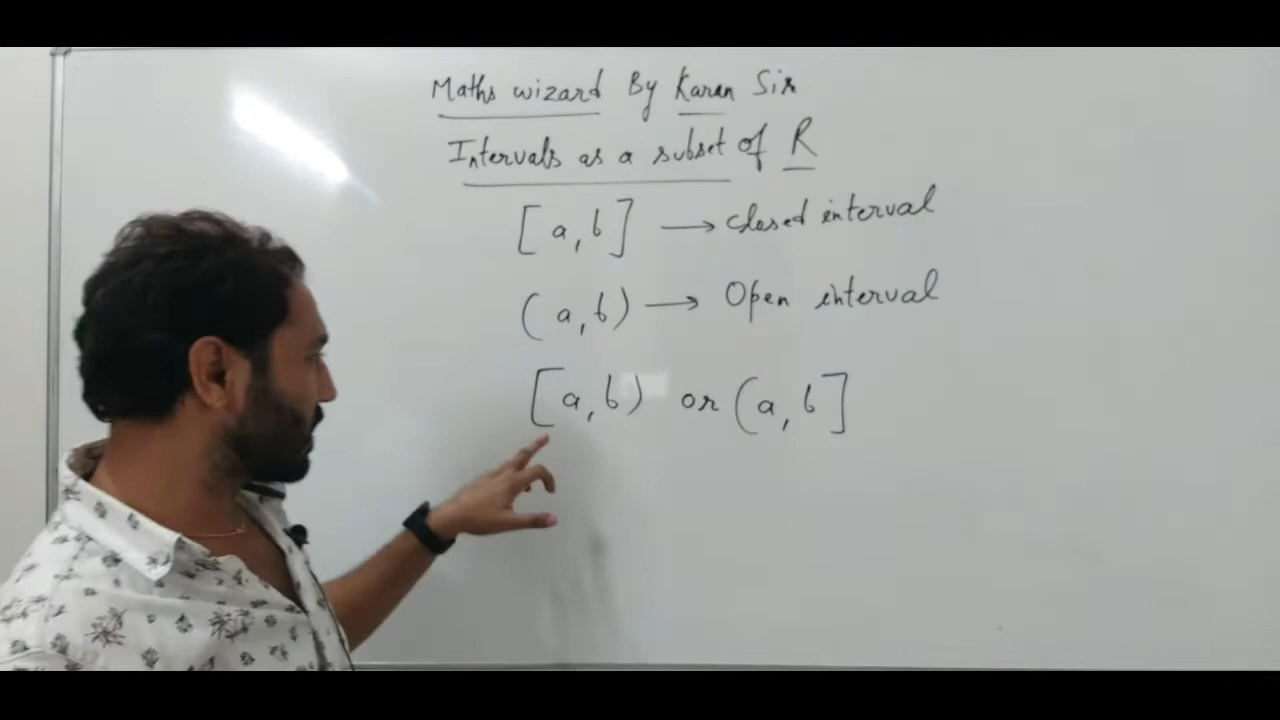 Maths wizard By Karan Sir
Intervals as a subset of R
[a,b] → closed interval
(a,b) → Open interval
[a,b) or (a,b]